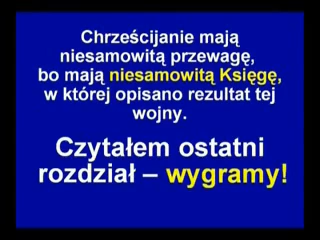 Chrześcijanie mają
niesamowitą przewagę,
bo mają niesamowitą Księgę,
w której opisano rezultat tej
wojny.
Czytałem ostatni
rozdział – wygramy!